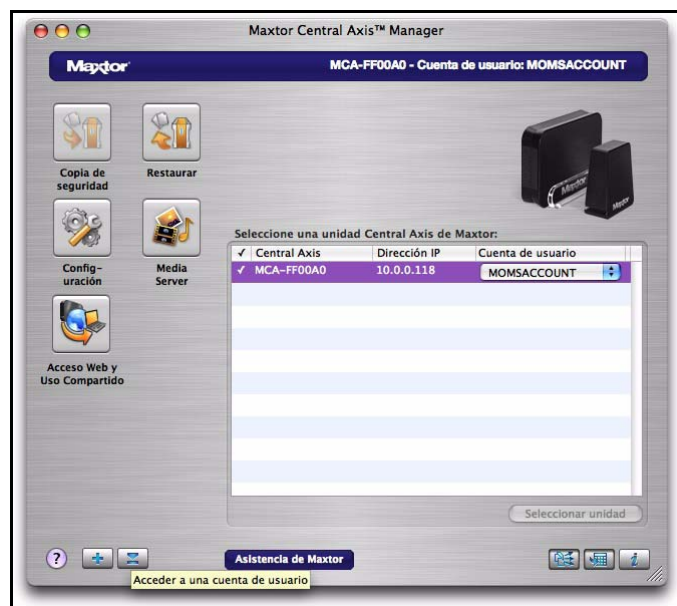 Maxtor Central Axis™ Manager
Maxtor
MCA-FF00A0 - Cuenta de usuario: MOMSACCOUNT
Copia de
seguridad
Restaurar
Maxtor
Maxtor
Seleccione una unidad Central Axis de Maxtor:
✓ Central Axis Dirección IP Cuenta de usuario
✓ MCA-FF00A0 10.0.0.118 MOMSACCOUNT
Config-
uración
Media
Server
Acceso Web y
Uso Compartido
Seleccionar unidad
?
Asistencia de Maxtor
i
Acceder a una cuenta de usuario